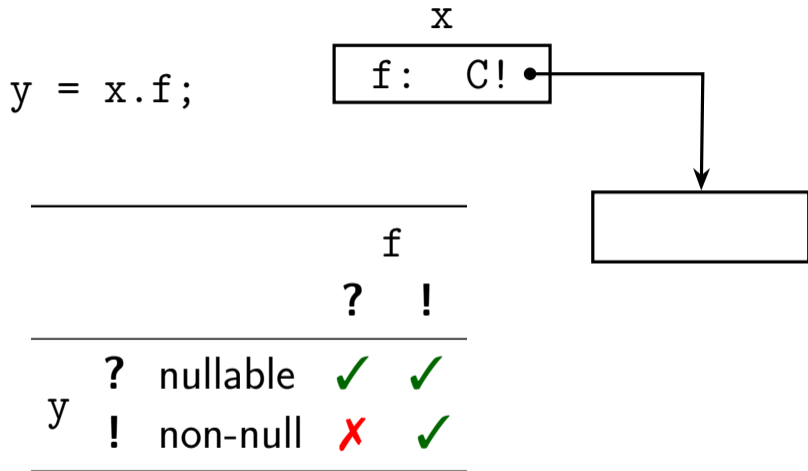 x
y = x.f;
f: C!
f
? !
? nullable ✓ ✓
y
! non-null ✗ ✓